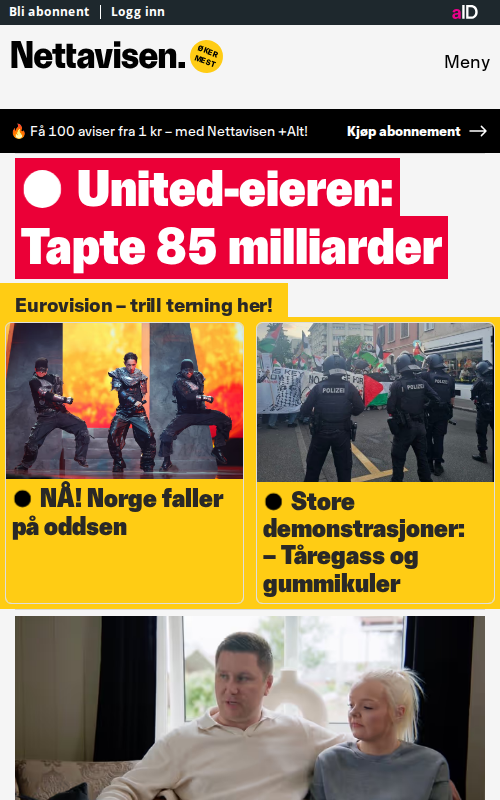 Bli abonnent | Logg inn
aID
Nettavisen.
ØKER
MEST
Meny
🔥 Få 100 aviser fra 1 kr – med Nettavisen +Alt!
Kjøp abonnement →
● United-eieren:
Tapte 85 milliarder
Eurovision – trill terning her!
POLIZEI
POLIZEI
● NÅ! Norge faller
på oddsen
● Store
demonstrasjoner:
– Tåregass og
gummikuler